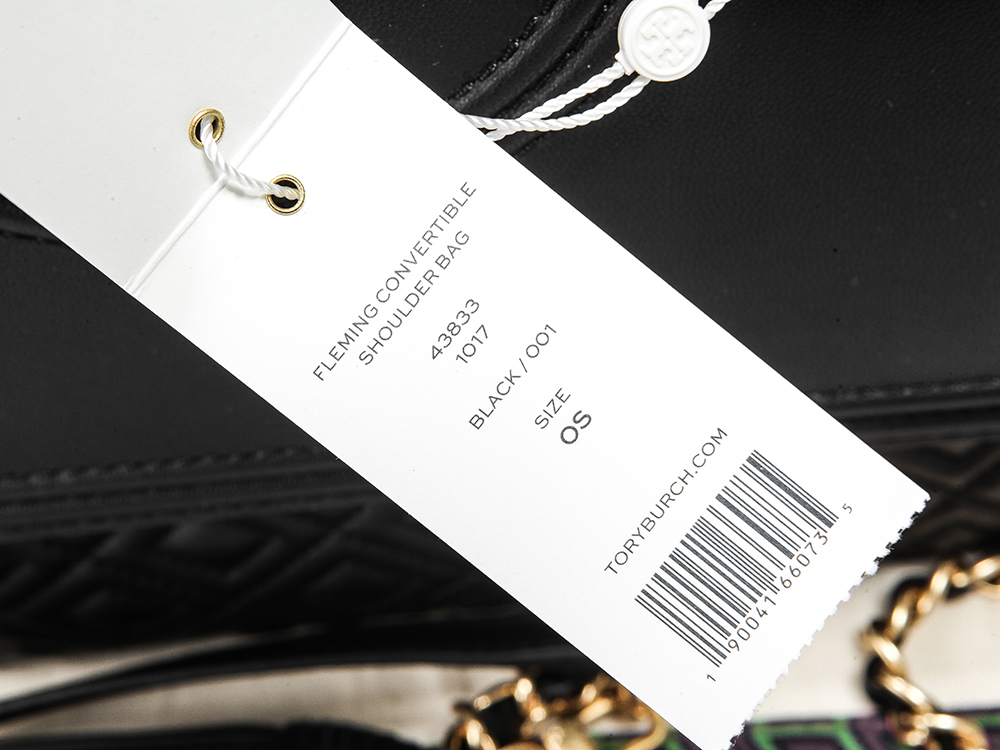 FLEMING CONVERTIBLE
SHOULDER BAG
43833
1017
BLACK / 001
SIZE
OS
TORYBURCH.COM
1 90041 66073 5